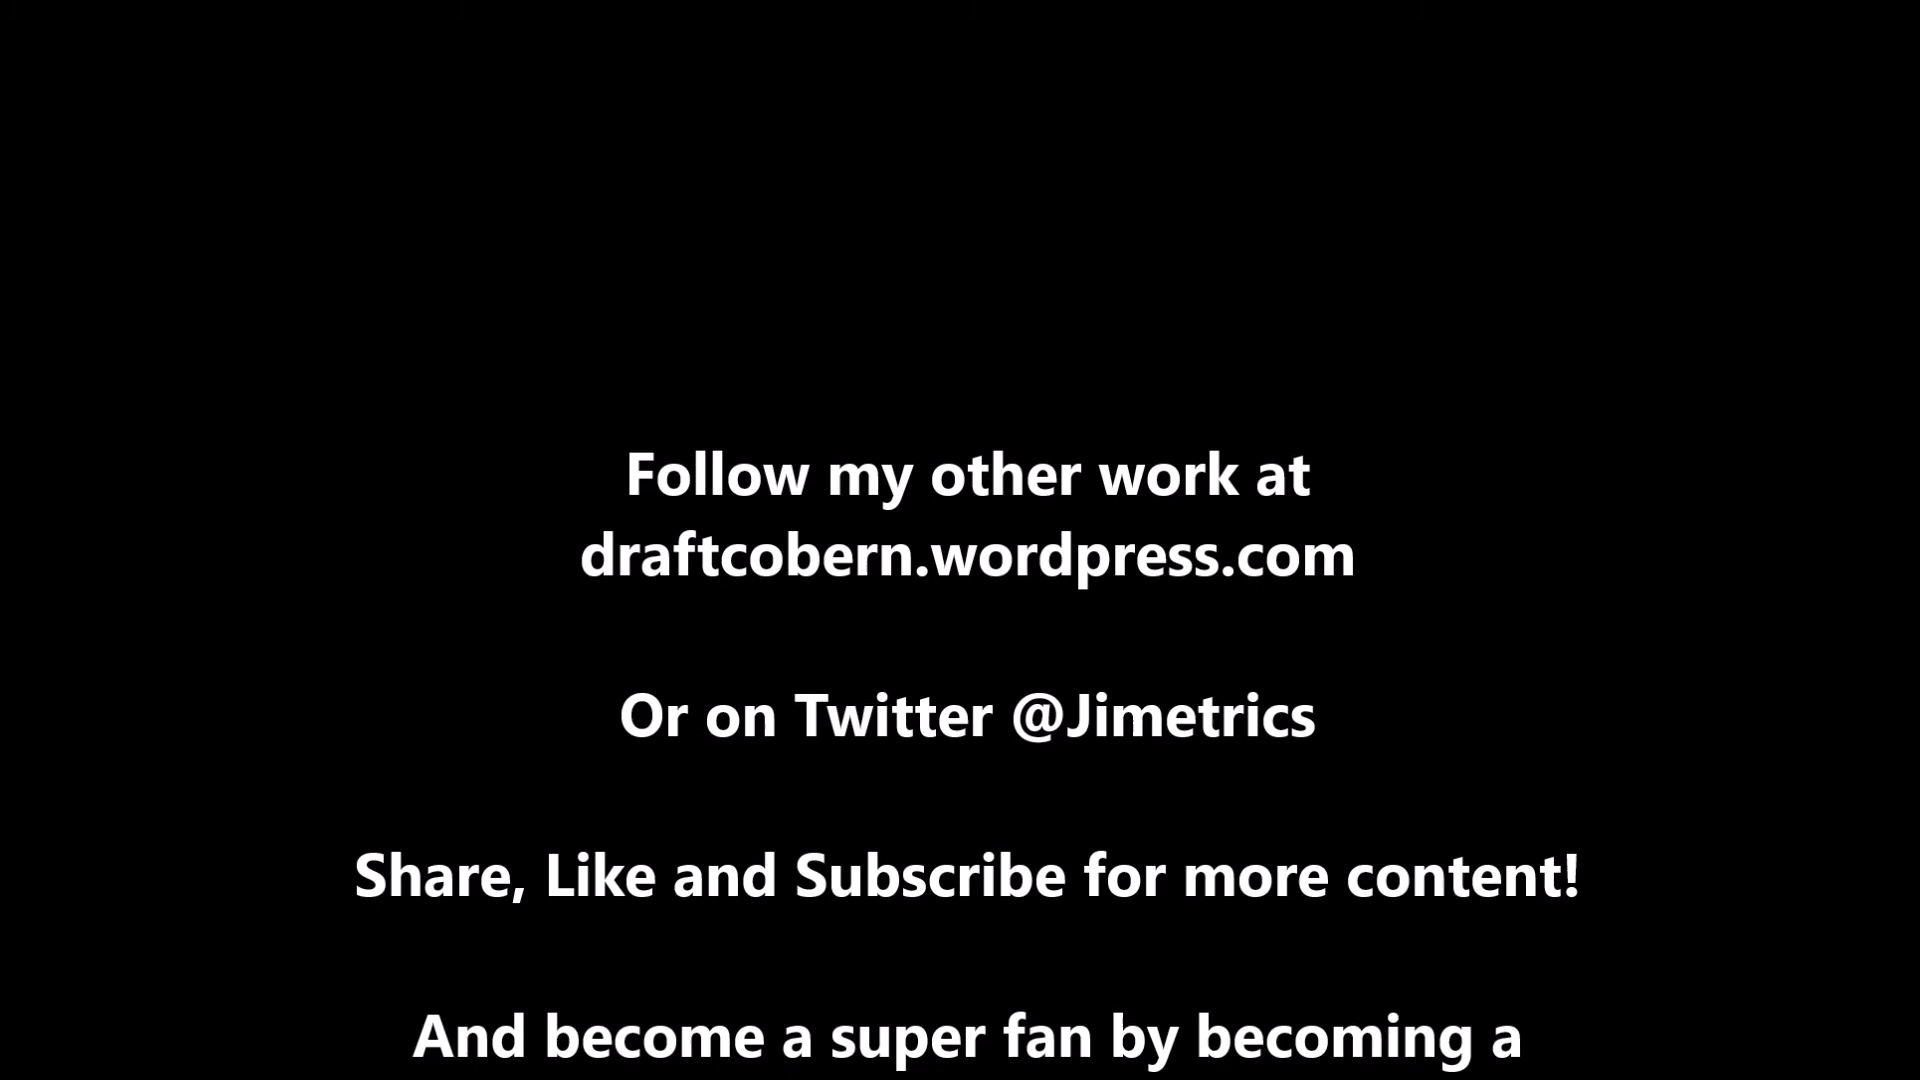 Follow my other work at
draftcobern.wordpress.com
Or on Twitter @Jimetrics
Share, Like and Subscribe for more content!
And become a super fan by becoming a